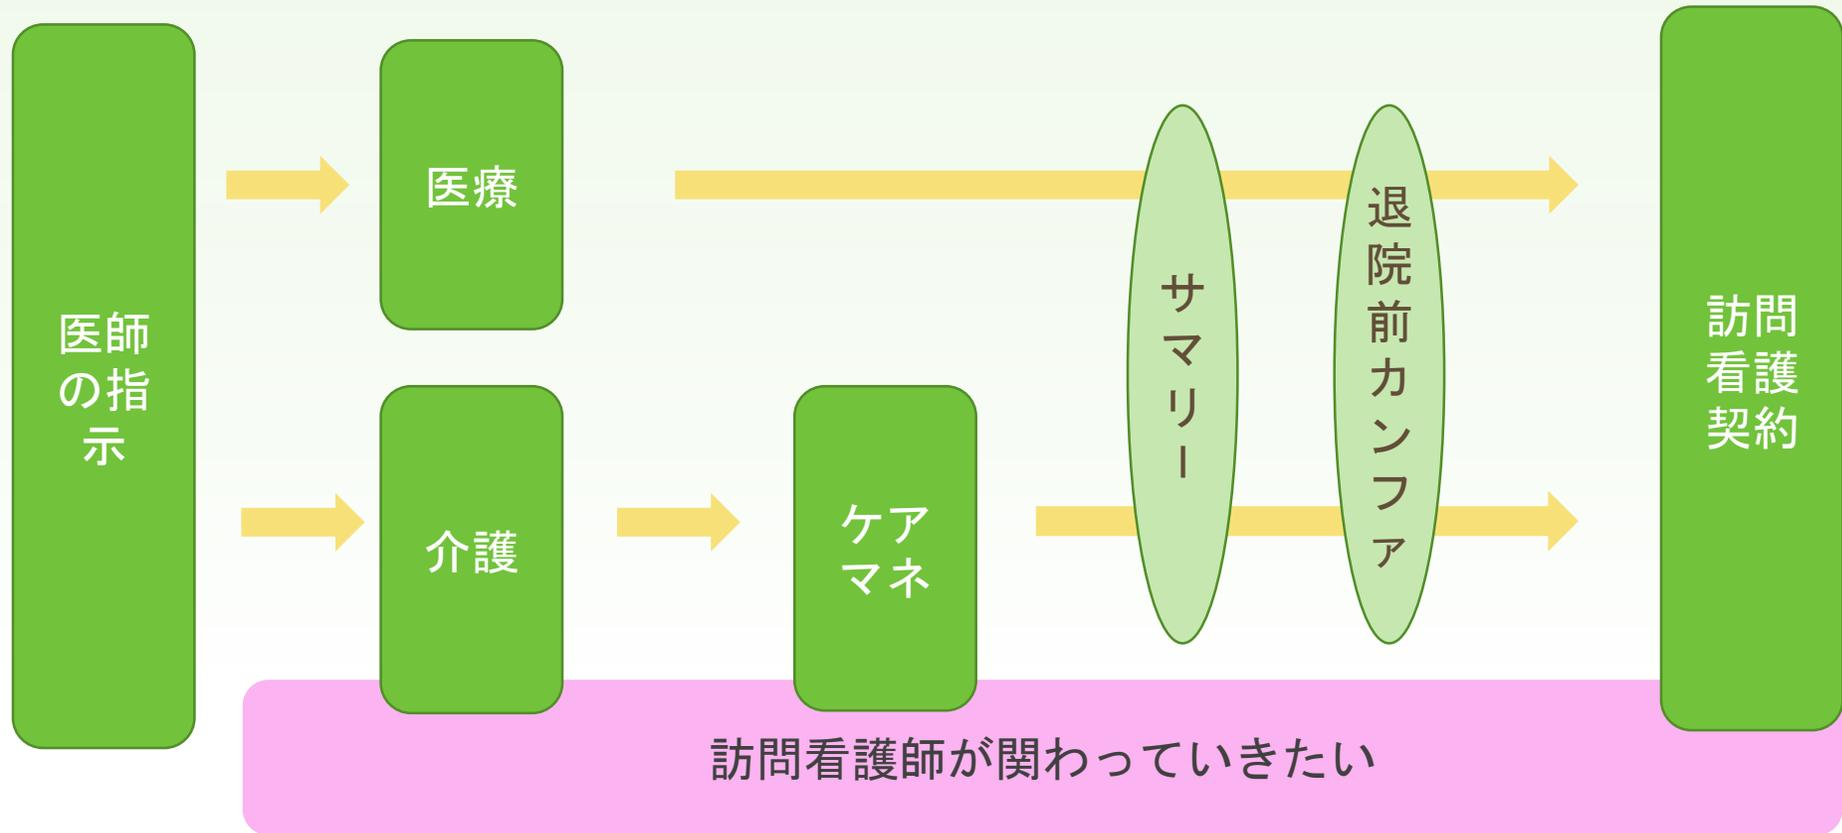 医師
の指
示
医療
介護
ケア
マネ
サマリー
退院前カンファ
訪問
看護
契約
訪問看護師が関わっていきたい